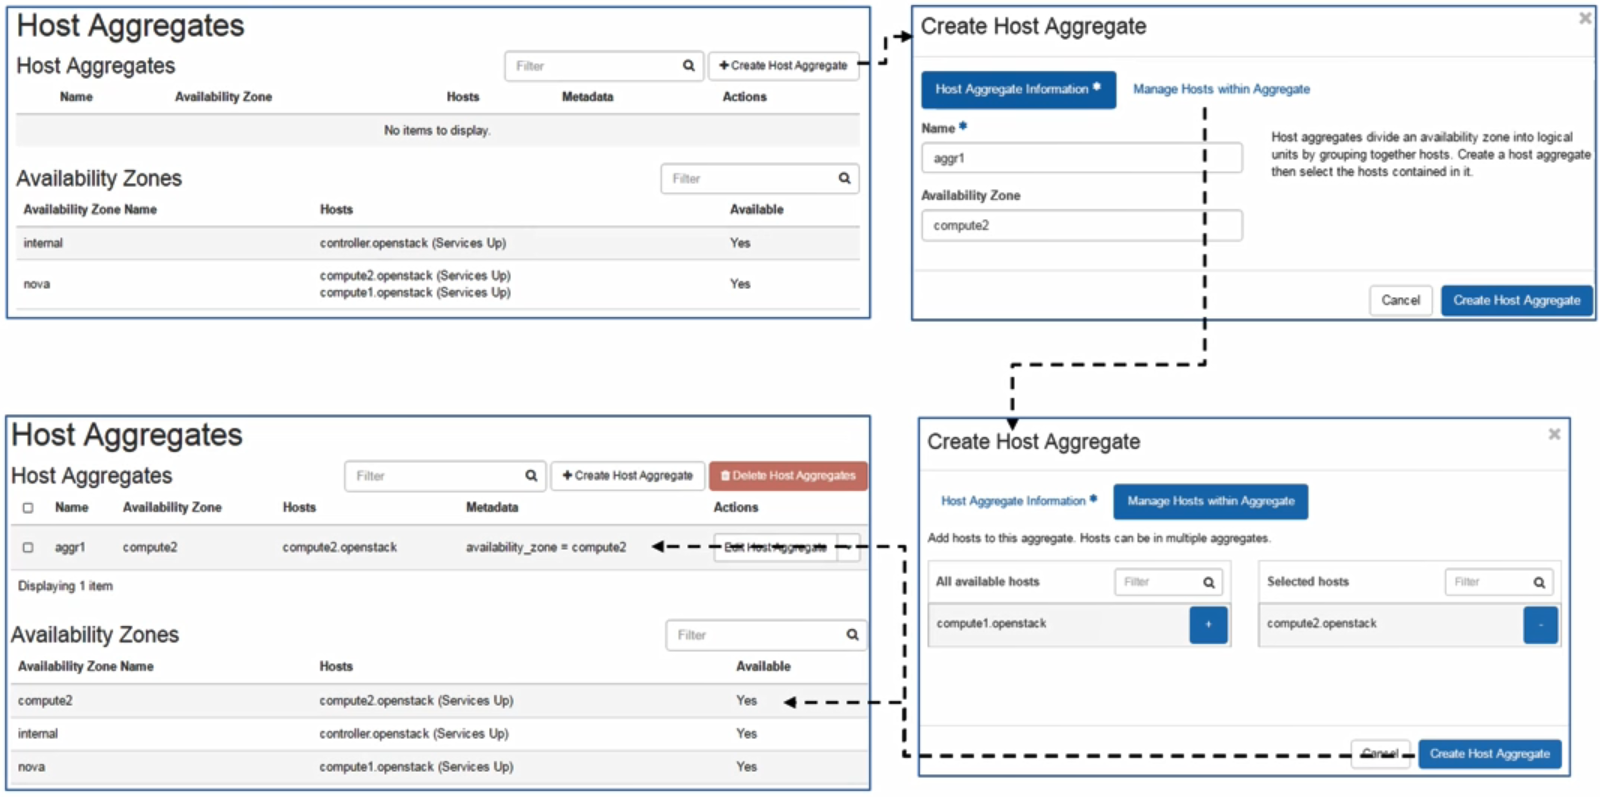 Host Aggregates
Host Aggregates
Filter
+ Create Host Aggregate
Name Availability Zone Hosts Metadata Actions
No items to display.
Availability Zones
Filter
Availability Zone Name Hosts Available
internal controller.openstack (Services Up) Yes
nova compute2.openstack (Services Up) Yes
compute1.openstack (Services Up)
Create Host Aggregate ×
Host Aggregate Information * Manage Hosts within Aggregate
Name *
aggr1
Availability Zone
compute2
Host aggregates divide an availability zone into logical
units by grouping together hosts. Create a host aggregate
then select the hosts contained in it.
Cancel Create Host Aggregate
Host Aggregates
Host Aggregates
Filter
+ Create Host Aggregate
Delete Host Aggregates
Name Availability Zone Hosts Metadata Actions
aggr1 compute2 compute2.openstack availability_zone = compute2 Edit Host Aggregate
Displaying 1 item
Availability Zones
Filter
Availability Zone Name Hosts Available
compute2 compute2.openstack (Services Up) Yes
internal controller.openstack (Services Up) Yes
nova compute1.openstack (Services Up) Yes
Create Host Aggregate ×
Host Aggregate Information * Manage Hosts within Aggregate
Add hosts to this aggregate. Hosts can be in multiple aggregates.
All available hosts Filter
compute1.openstack +
Selected hosts Filter
compute2.openstack -
Cancel Create Host Aggregate